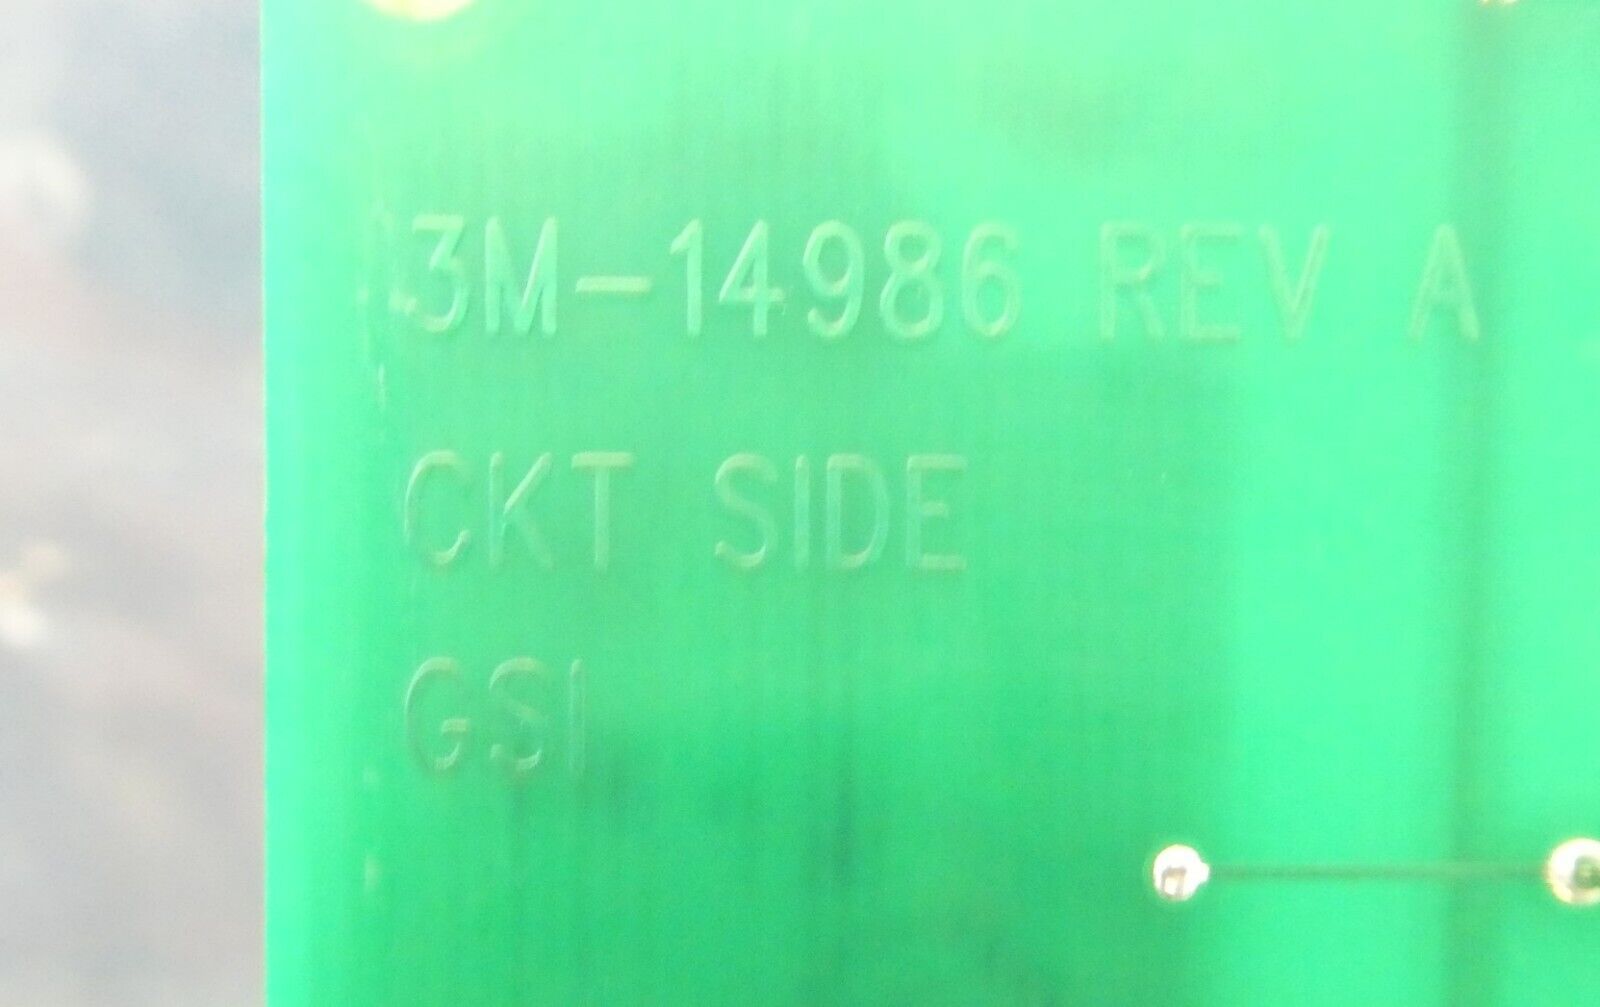 3M-14986 REV A
CKT SIDE
GSI